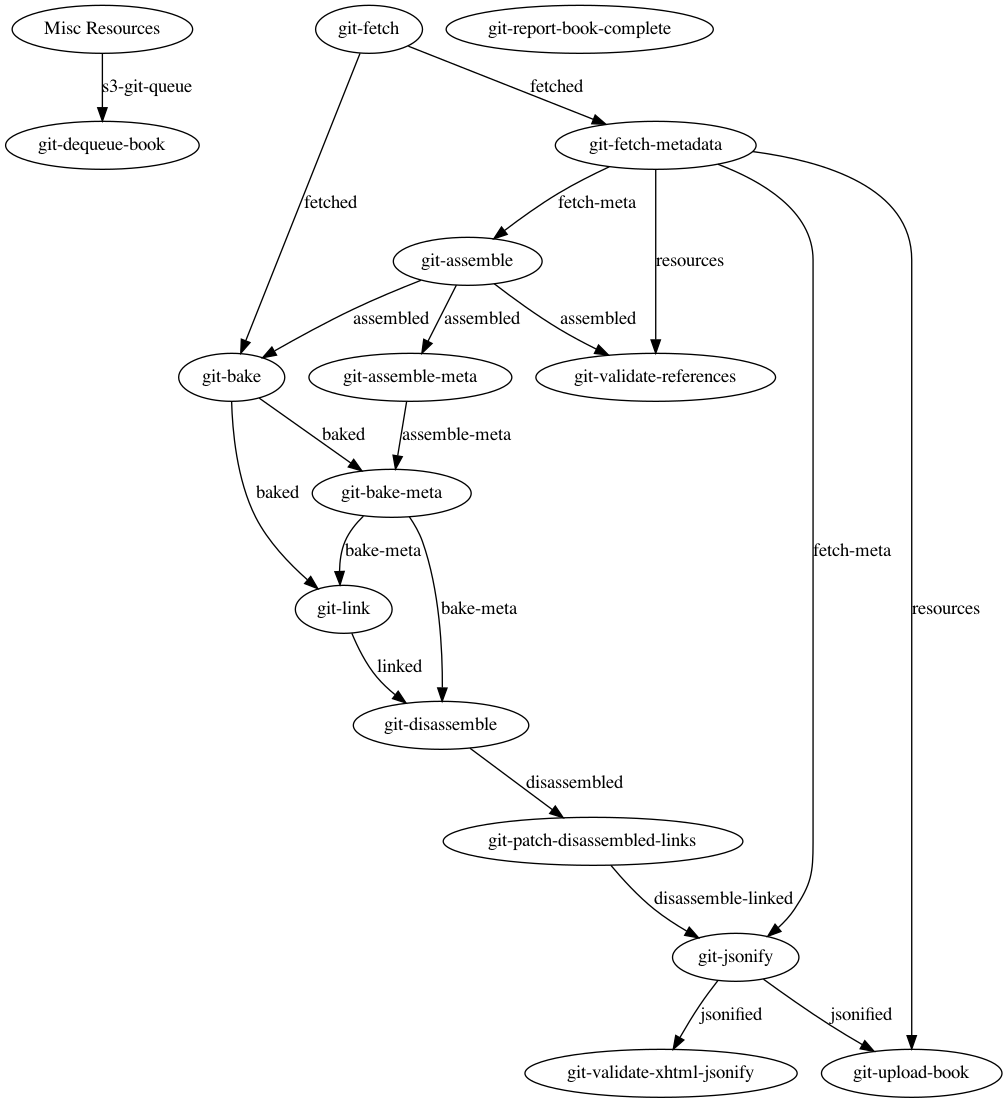 Misc Resources
git-fetch
git-report-book-complete
s3-git-queue
fetched
git-dequeue-book
git-fetch-metadata
fetched
fetch-meta
git-assemble
resources
assembled
assembled
assembled
git-bake
git-assemble-meta
git-validate-references
baked
assemble-meta
baked
git-bake-meta
bake-meta
fetch-meta
git-link
bake-meta
resources
linked
git-disassemble
disassembled
git-patch-disassembled-links
disassemble-linked
git-jsonify
jsonified
jsonified
git-validate-xhtml-jsonify
git-upload-book